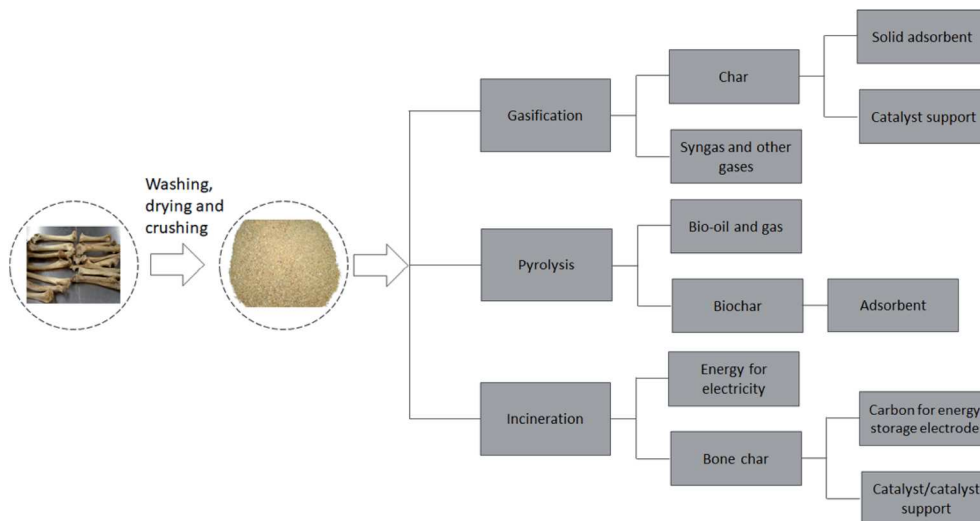 Washing,
drying and
crushing
Gasification
Char
Solid adsorbent
Catalyst support
Syngas and other
gases
Pyrolysis
Bio-oil and gas
Biochar
Adsorbent
Incineration
Energy for
electricity
Bone char
Carbon for energy
storage electrode
Catalyst/catalyst
support